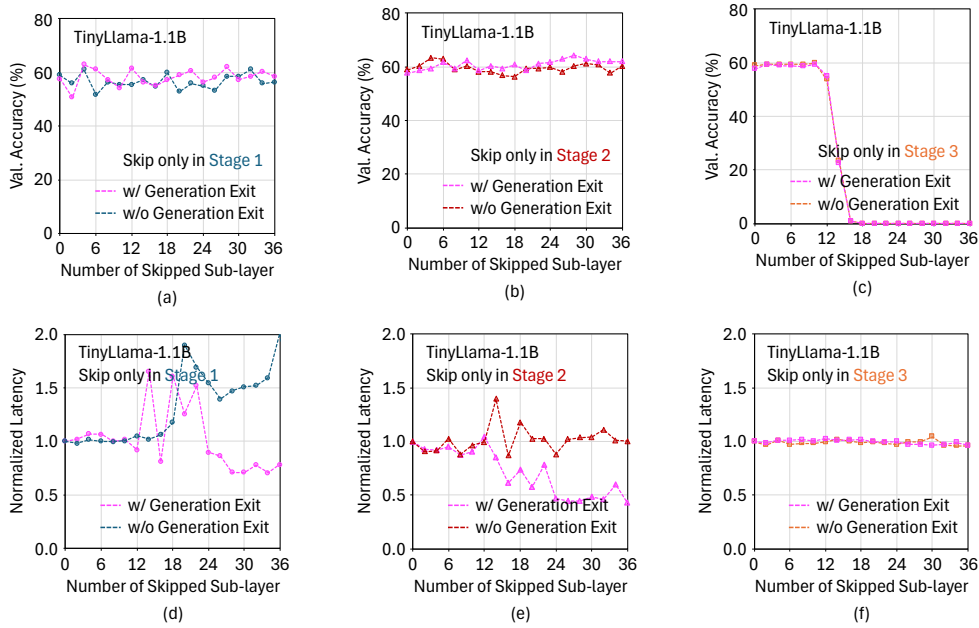 TinyLlama-1.1B
Skip only in Stage 1
w/ Generation Exit
w/o Generation Exit
Val. Accuracy (%)
80
60
40
20
0
0 6 12 18 24 30 36
Number of Skipped Sub-layer
(a)
TinyLlama-1.1B
Skip only in Stage 2
w/ Generation Exit
w/o Generation Exit
Val. Accuracy (%)
80
60
40
20
0
0 6 12 18 24 30 36
Number of Skipped Sub-layer
(b)
TinyLlama-1.1B
Skip only in Stage 3
w/ Generation Exit
w/o Generation Exit
Val. Accuracy (%)
80
60
40
20
0
0 6 12 18 24 30 36
Number of Skipped Sub-layer
(c)
TinyLlama-1.1B
Skip only in Stage 1
w/ Generation Exit
w/o Generation Exit
Normalized Latency
2.0
1.5
1.0
0.5
0.0
0 6 12 18 24 30 36
Number of Skipped Sub-layer
(d)
TinyLlama-1.1B
Skip only in Stage 2
w/ Generation Exit
w/o Generation Exit
Normalized Latency
2.0
1.5
1.0
0.5
0.0
0 6 12 18 24 30 36
Number of Skipped Sub-layer
(e)
TinyLlama-1.1B
Skip only in Stage 3
w/ Generation Exit
w/o Generation Exit
Normalized Latency
2.0
1.5
1.0
0.5
0.0
0 6 12 18 24 30 36
Number of Skipped Sub-layer
(f)